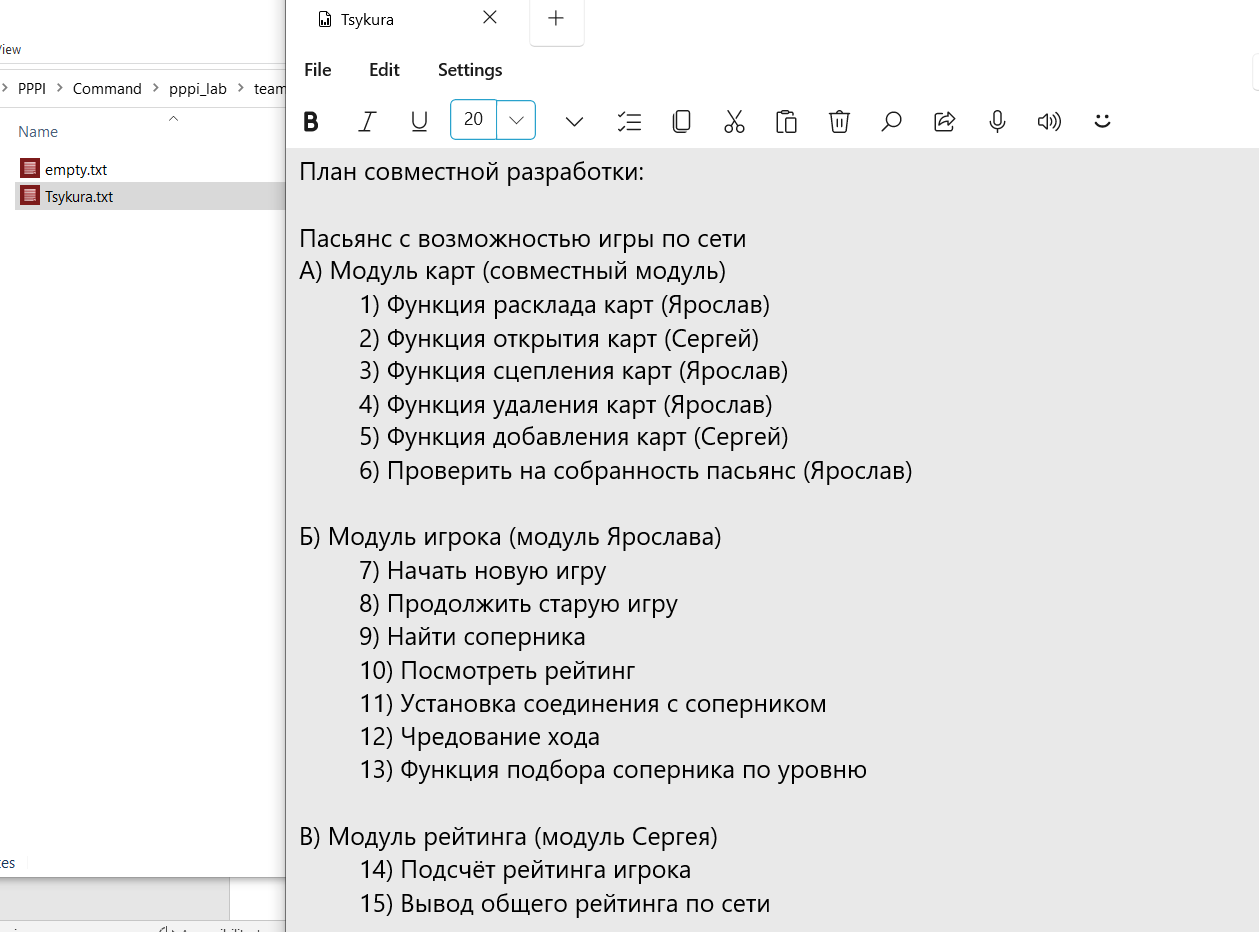 Tsykura
File Edit Settings
B I U 20
PPPI Command pppi_lab team
Name
empty.txt
Tsykura.txt
План совместной разработки:
Пасьянс с возможностью игры по сети
А) Модуль карт (совместный модуль)
1) Функция расклада карт (Ярослав)
2) Функция открытия карт (Сергей)
3) Функция сцепления карт (Ярослав)
4) Функция удаления карт (Ярослав)
5) Функция добавления карт (Сергей)
6) Проверить на собранность пасьянс (Ярослав)
Б) Модуль игрока (модуль Ярослава)
7) Начать новую игру
8) Продолжить старую игру
9) Найти соперника
10) Посмотреть рейтинг
11) Установка соединения с соперником
12) Чредование хода
13) Функция подбора соперника по уровню
В) Модуль рейтинга (модуль Сергея)
14) Подсчёт рейтинга игрока
15) Вывод общего рейтинга по сети